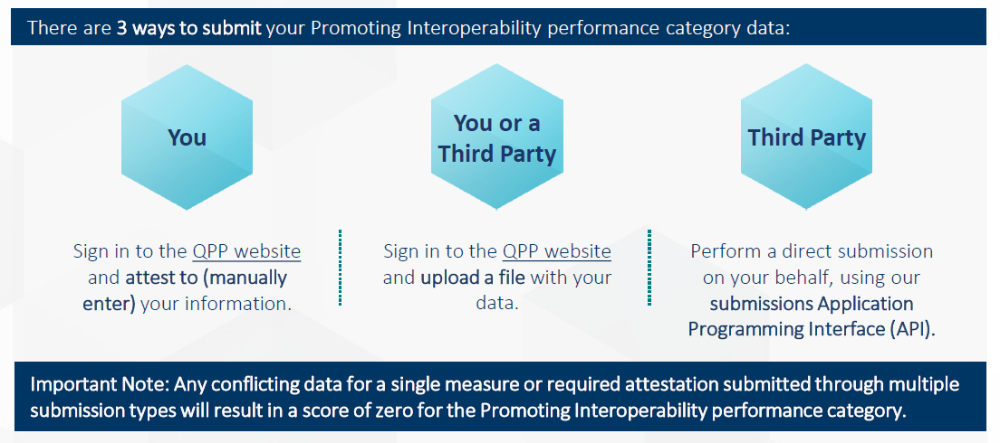 There are 3 ways to submit your Promoting Interoperability performance category data:
You
Sign in to the QPP website
and attest to (manually
enter) your information.
You or a
Third Party
Sign in to the QPP website
and upload a file with your
data.
Third Party
Perform a direct submission
on your behalf, using our
submissions Application
Programming Interface (API).
Important Note: Any conflicting data for a single measure or required attestation submitted through multiple
submission types will result in a score of zero for the Promoting Interoperability performance category.